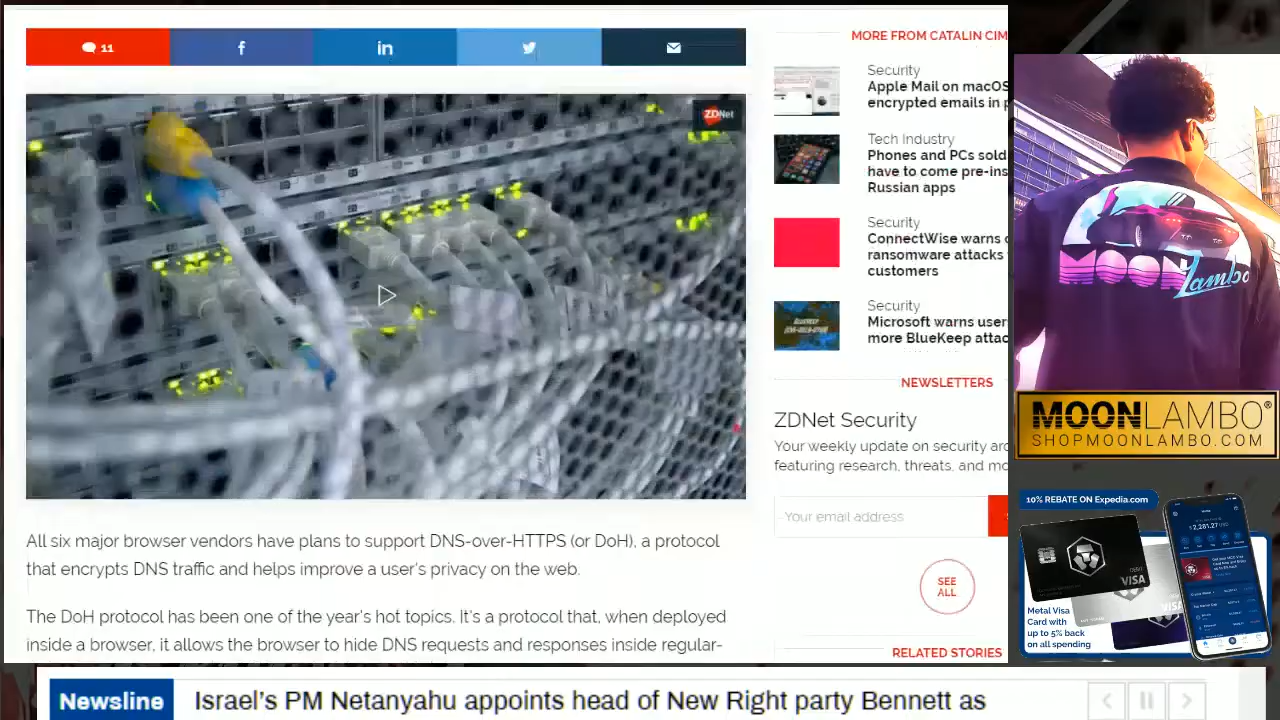 11
f
in
ZDNet
All six major browser vendors have plans to support DNS-over-HTTPS (or DoH), a protocol
that encrypts DNS traffic and helps improve a user's privacy on the web.
The DoH protocol has been one of the year's hot topics. It's a protocol that, when deployed
inside a browser, it allows the browser to hide DNS requests and responses inside regular-
MORE FROM CATALIN CIM
Security
Apple Mail on macOS
encrypted emails in p
Tech Industry
Phones and PCs sold
have to come pre-ins
Russian apps
Security
ConnectWise warns o
ransomware attacks
customers
Security
Microsoft warns user
more BlueKeep attac
NEWSLETTERS
ZDNet Security
Your weekly update on security aro
featuring research, threats, and mo
Your email address
SEE
ALL
RELATED STORIES
MOON
Lambo
MOONLAMBO®
SHOPMOONLAMBO.COM
10% REBATE ON Expedia.com
DEBIT
VISA
VISA
Metal Visa
Card with
up to 5% back
on all spending
Newsline
Israel's PM Netanyahu appoints head of New Right party Bennett as